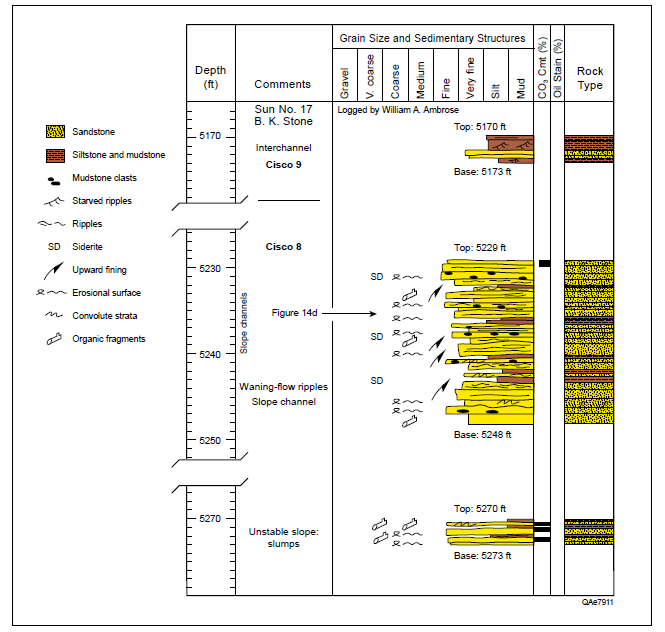 Grain Size and Sedimentary Structures
Depth
(ft)
Comments
Gravel
V. coarse
Coarse
Medium
Fine
Very fine
Silt
Mud
CO₃ Cmt (%)
Oil Stain (%)
Rock
Type
Sun No. 17
B. K. Stone
Logged by William A. Ambrose
Top: 5170 ft
5170
Interchannel
Cisco 9
Base: 5173 ft
Sandstone
Siltstone and mudstone
Mudstone clasts
Starved ripples
Ripples
SD Siderite
Upward fining
Erosional surface
Convolute strata
Organic fragments
Cisco 8
Top: 5229 ft
5230
SD
Slope channels
Figure 14d
SD
5240
SD
Waning-flow ripples
Slope channel
Base: 5248 ft
5250
Top: 5270 ft
5270
Unstable slope:
slumps
Base: 5273 ft
QAe7911